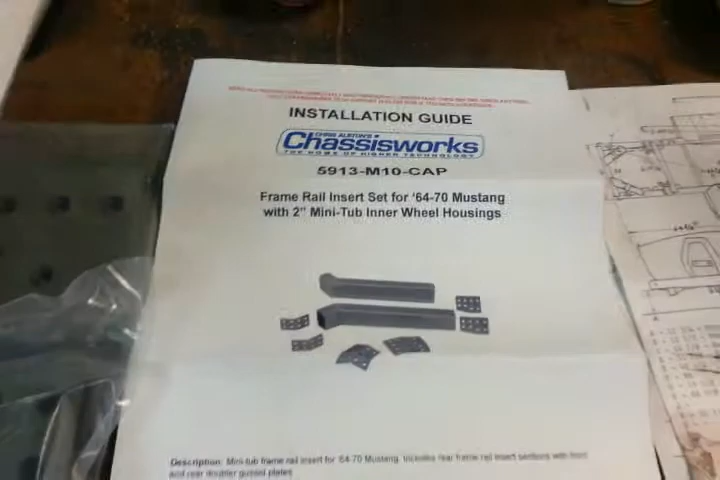 INSTALLATION GUIDE
CHRIS ALSTON'S
Chassisworks
THE HOME OF HIGHER TECHNOLOGY
5913-M10-CAP
Frame Rail Insert Set for '64-70 Mustang
with 2" Mini-Tub Inner Wheel Housings
Description: Mini-tub frame rail insert for '64-70 Mustang. Includes rear frame rail insert sections with front
and rear doubler gusset plates